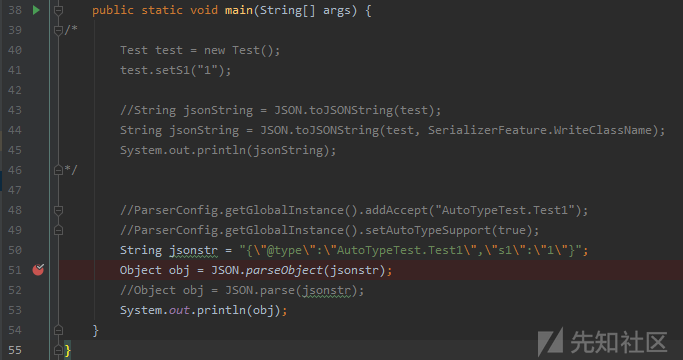 38 public static void main(String[] args) {
39 /*
40 Test test = new Test();
41 test.setS1("1");
42
43 //String jsonString = JSON.toJSONString(test);
44 String jsonString = JSON.toJSONString(test, SerializerFeature.WriteClassName);
45 System.out.println(jsonString);
46 */
47
48 //ParserConfig.getGlobalInstance().addAccept("AutoTypeTest.Test1");
49 //ParserConfig.getGlobalInstance().setAutoTypeSupport(true);
50 String jsonstr = "{\"@type\":\"AutoTypeTest.Test1\",\"s1\":\"1\"}";
51 Object obj = JSON.parseObject(jsonstr);
52 //Object obj = JSON.parse(jsonstr);
53 System.out.println(obj);
54 }
55 }
先知社区